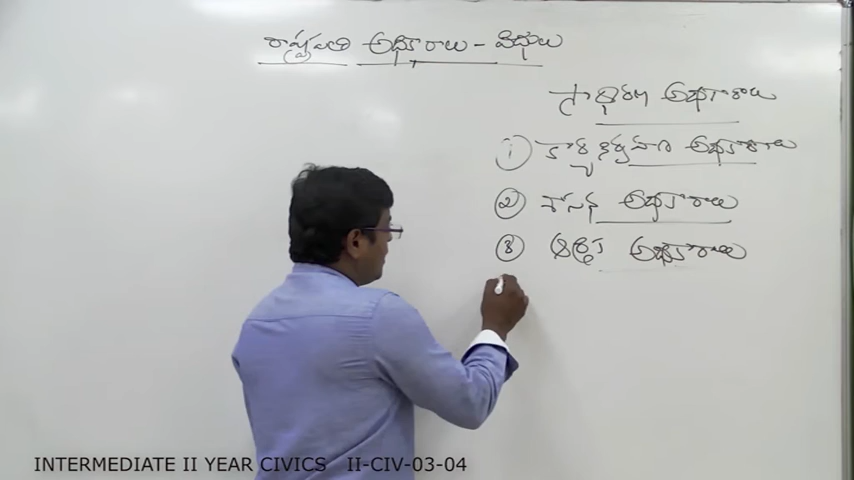 రాష్ట్రపతి అధికారాలు - విధులు
సాధారణ అధికారాలు
① కార్యనిర్వహణ అధికారాలు
② శాసన అధికారాలు
③ ఆర్థిక అధికారాలు
INTERMEDIATE II YEAR CIVICS II-CIV-03-04